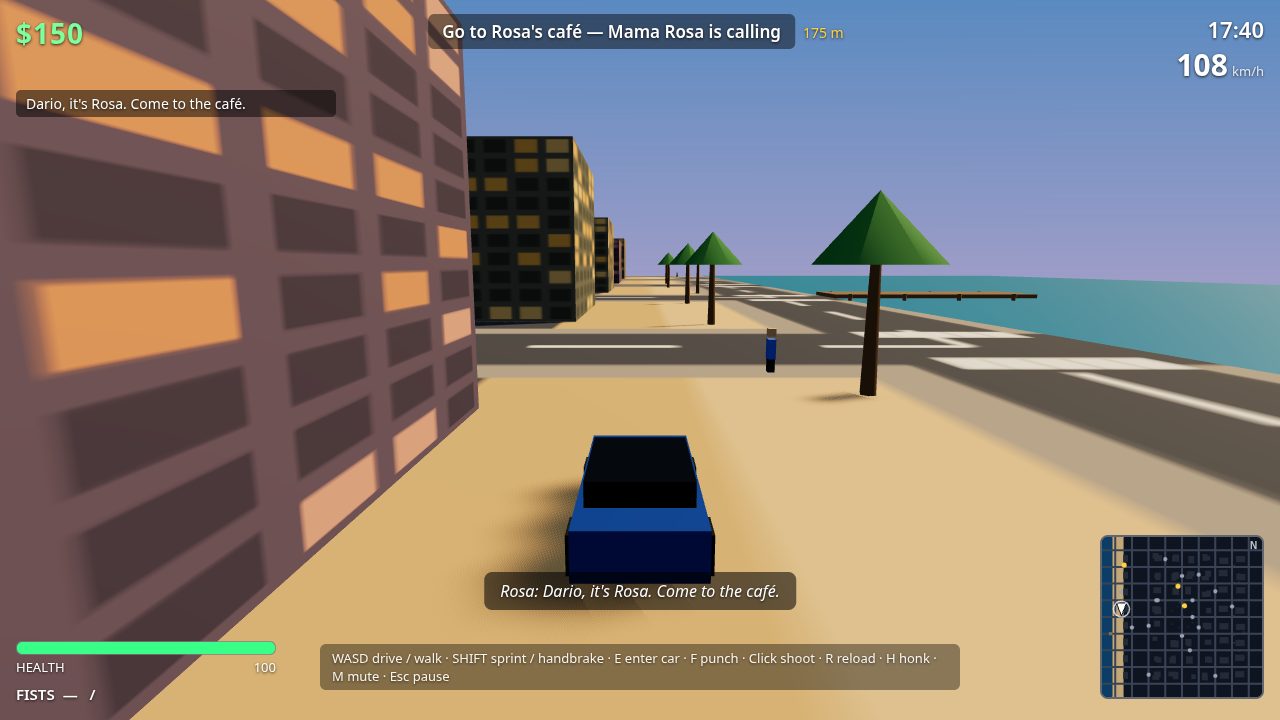 $150
Go to Rosa's café — Mama Rosa is calling
175 m
17:40
108 km/h
Dario, it's Rosa. Come to the café.
N
Rosa: Dario, it's Rosa. Come to the café.
HEALTH 100
FISTS — /
WASD drive / walk · SHIFT sprint / handbrake · E enter car · F punch · Click shoot · R reload · H honk ·
M mute · Esc pause